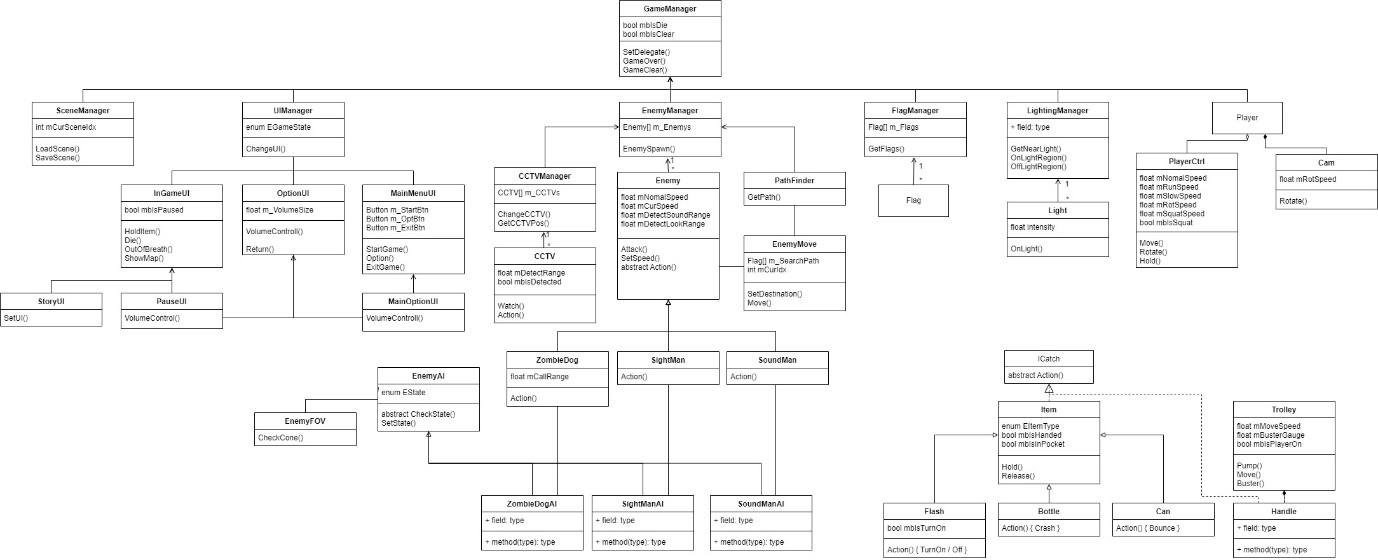 GameManager
bool mbIsDie
bool mbIsClear
SetDelegate()
GameOver()
GameClear()
SceneManager
int mCurSceneIdx
LoadScene()
SaveScene()
UIManager
enum EGameState
ChangeUI()
EnemyManager
Enemy[] m_Enemys
EnemySpawn()
FlagManager
Flag[] m_Flags
GetFlags()
LightingManager
+ field: type
GetNearLight()
OnLightRegion()
OffLightRegion()
Player
PlayerCtrl
float mNomalSpeed
float mRunSpeed
float mSlowSpeed
float mRotSpeed
float mSquatSpeed
bool mbIsSquat
Move()
Rotate()
Hold()
Cam
float mRotSpeed
Rotate()
InGameUI
bool mbIsPaused
HoldItem()
Die()
OutOfBreath()
ShowMap()
OptionUI
float m_VolumeSize
VolumeControll()
Return()
MainMenuUI
Button m_StartBtn
Button m_OptBtn
Button m_ExitBtn
StartGame()
Option()
ExitGame()
CCTVManager
CCTV[] m_CCTVs
ChangeCCTV()
GetCCTVPos()
1
*
CCTV
float mDetectRange
bool mbIsDetected
Watch()
Action()
1
*
Enemy
float mNomalSpeed
float mCurSpeed
float mDetectSoundRange
float mDetectLookRange
Attack()
SetSpeed()
abstract Action()
PathFinder
GetPath()
EnemyMove
Flag[] m_SearchPath
int mCurIdx
SetDestination()
Move()
1
*
Flag
1
*
Light
float intensity
OnLight()
StoryUI
SetUI()
PauseUI
VolumeControl()
MainOptionUI
VolumeControll()
ZombieDog
float mCallRange
Action()
SightMan
Action()
SoundMan
Action()
EnemyAI
enum EState
abstract CheckState()
SetState()
EnemyFOV
CheckCone()
ZombieDogAI
+ field: type
+ method(type): type
SightManAI
+ field: type
+ method(type): type
SoundManAI
+ field: type
+ method(type): type
ICatch
abstract Action()
Item
enum EItemType
bool mbIsHanded
bool mbIsInPocket
Hold()
Release()
Trolley
float mMoveSpeed
float mBusterGauge
bool mbIsPlayerOn
Pump()
Move()
Buster()
Flash
bool mbIsTurnOn
Action() { TurnOn / Off }
Bottle
Action() { Crash }
Can
Action() { Bounce }
Handle
+ field: type
+ method(type): type